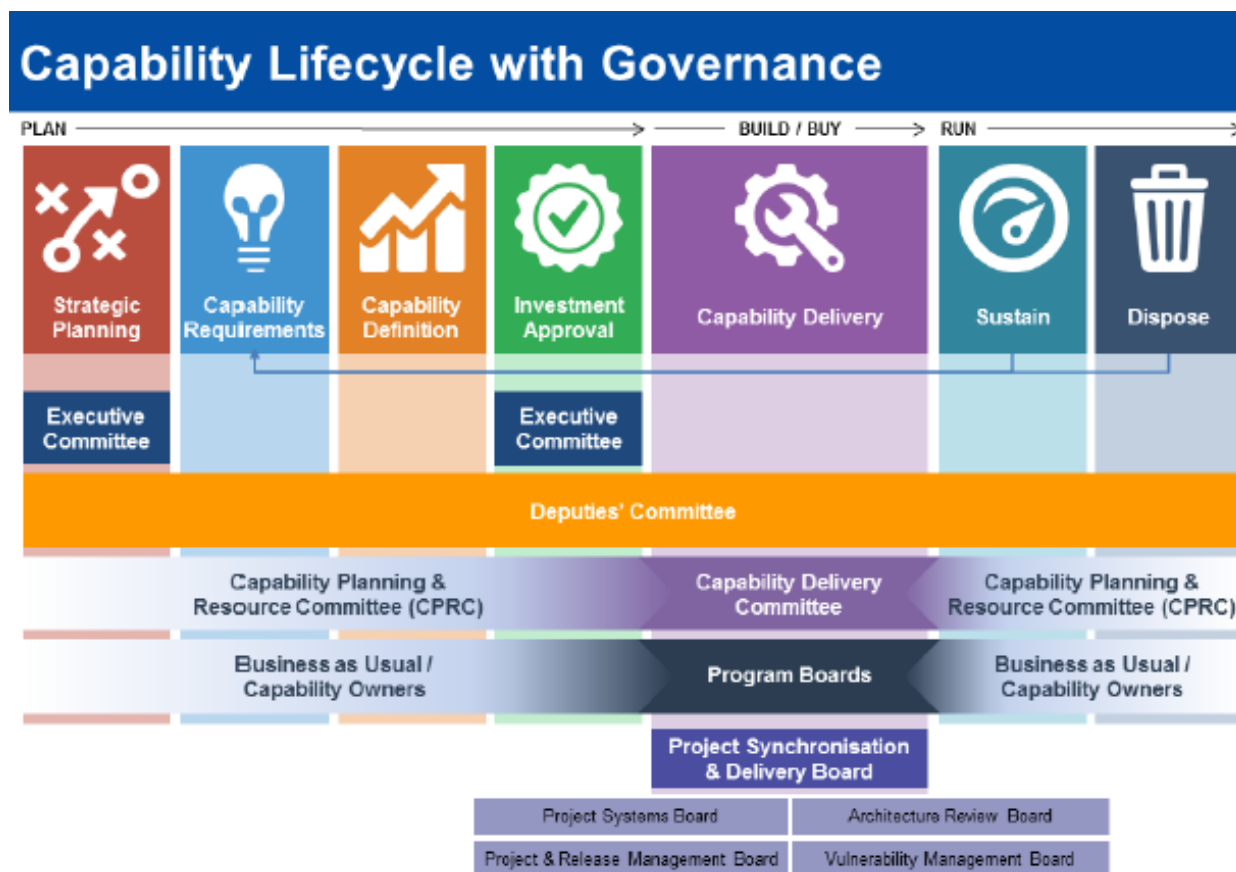 Capability Lifecycle with Governance
PLAN
BUILD / BUY
RUN
Strategic
Planning
Capability
Requirements
Capability
Definition
Investment
Approval
Capability Delivery
Sustain
Dispose
Executive
Committee
Executive
Committee
Deputies' Committee
Capability Planning &
Resource Committee (CPRC)
Capability Delivery
Committee
Capability Planning &
Resource Committee (CPRC)
Business as Usual /
Capability Owners
Program Boards
Business as Usual /
Capability Owners
Project Synchronisation
& Delivery Board
Project Systems Board
Architecture Review Board
Project & Release Management Board
Vulnerability Management Board